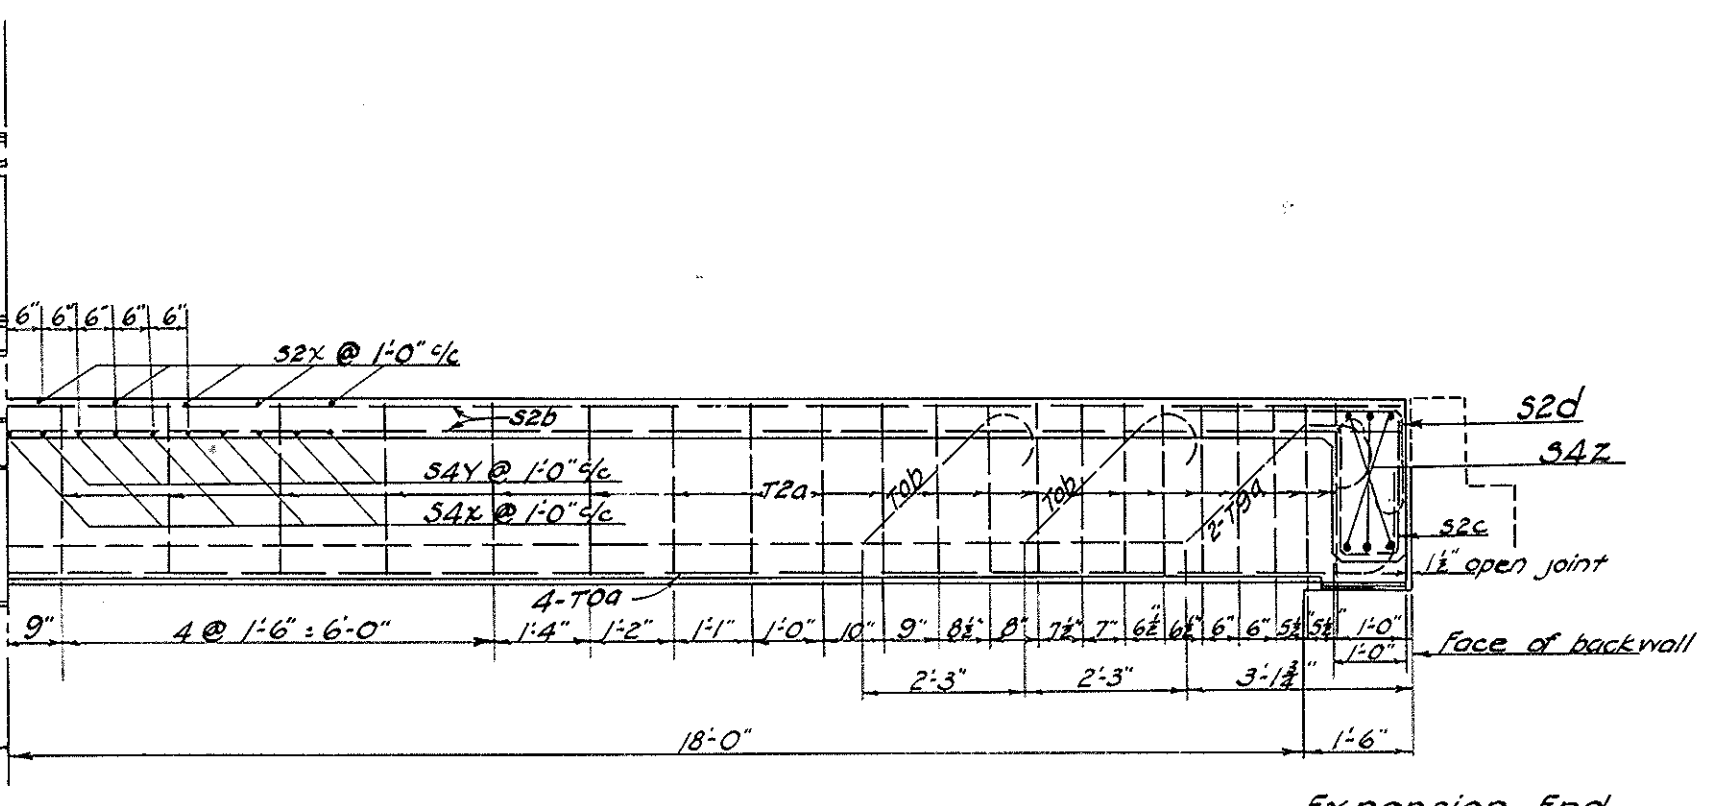 6" 6" 6" 6" 6"
S2X @ 1'-0" c/c
S2b
S2d
S4Z
S4Y @ 1'-0" c/c
T2a
T0b
T0b
2-T9a
S4X @ 1'-0" c/c
S2c
1½" open joint
4-T0a
9" 4 @ 1'-6" = 6'-0" 1'-4" 1'-2" 1'-1" 1'-0" 10" 9" 8½" 8" 7½" 7" 6½" 6½" 6" 6" 5½" 5½" 1'-0"
Face of backwall
1'-0"
2'-3" 2'-3" 3'-1¾"
18'-0" 1'-6"
Expansion End